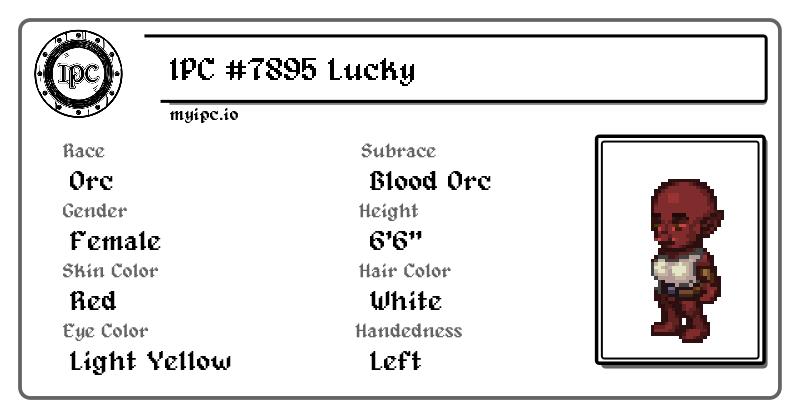 IPC
IPC #7895 Lucky
myipc.io
Race
Subrace
Orc
Blood Orc
Gender
Height
Female
6'6"
Skin Color
Hair Color
Red
White
Eye Color
Handedness
Light Yellow
Left